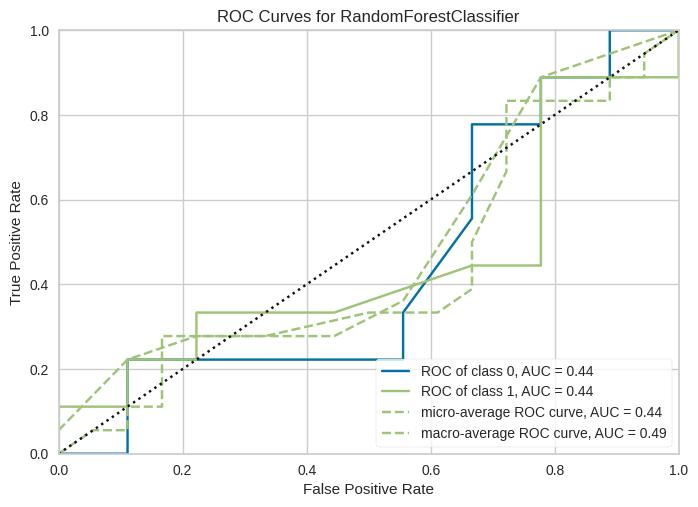 ROC Curves for RandomForestClassifier
1.0
0.8
0.6
0.4
0.2
0.0
True Positive Rate
ROC of class 0, AUC = 0.44
ROC of class 1, AUC = 0.44
micro-average ROC curve, AUC = 0.44
macro-average ROC curve, AUC = 0.49
0.0 0.2 0.4 0.6 0.8 1.0
False Positive Rate